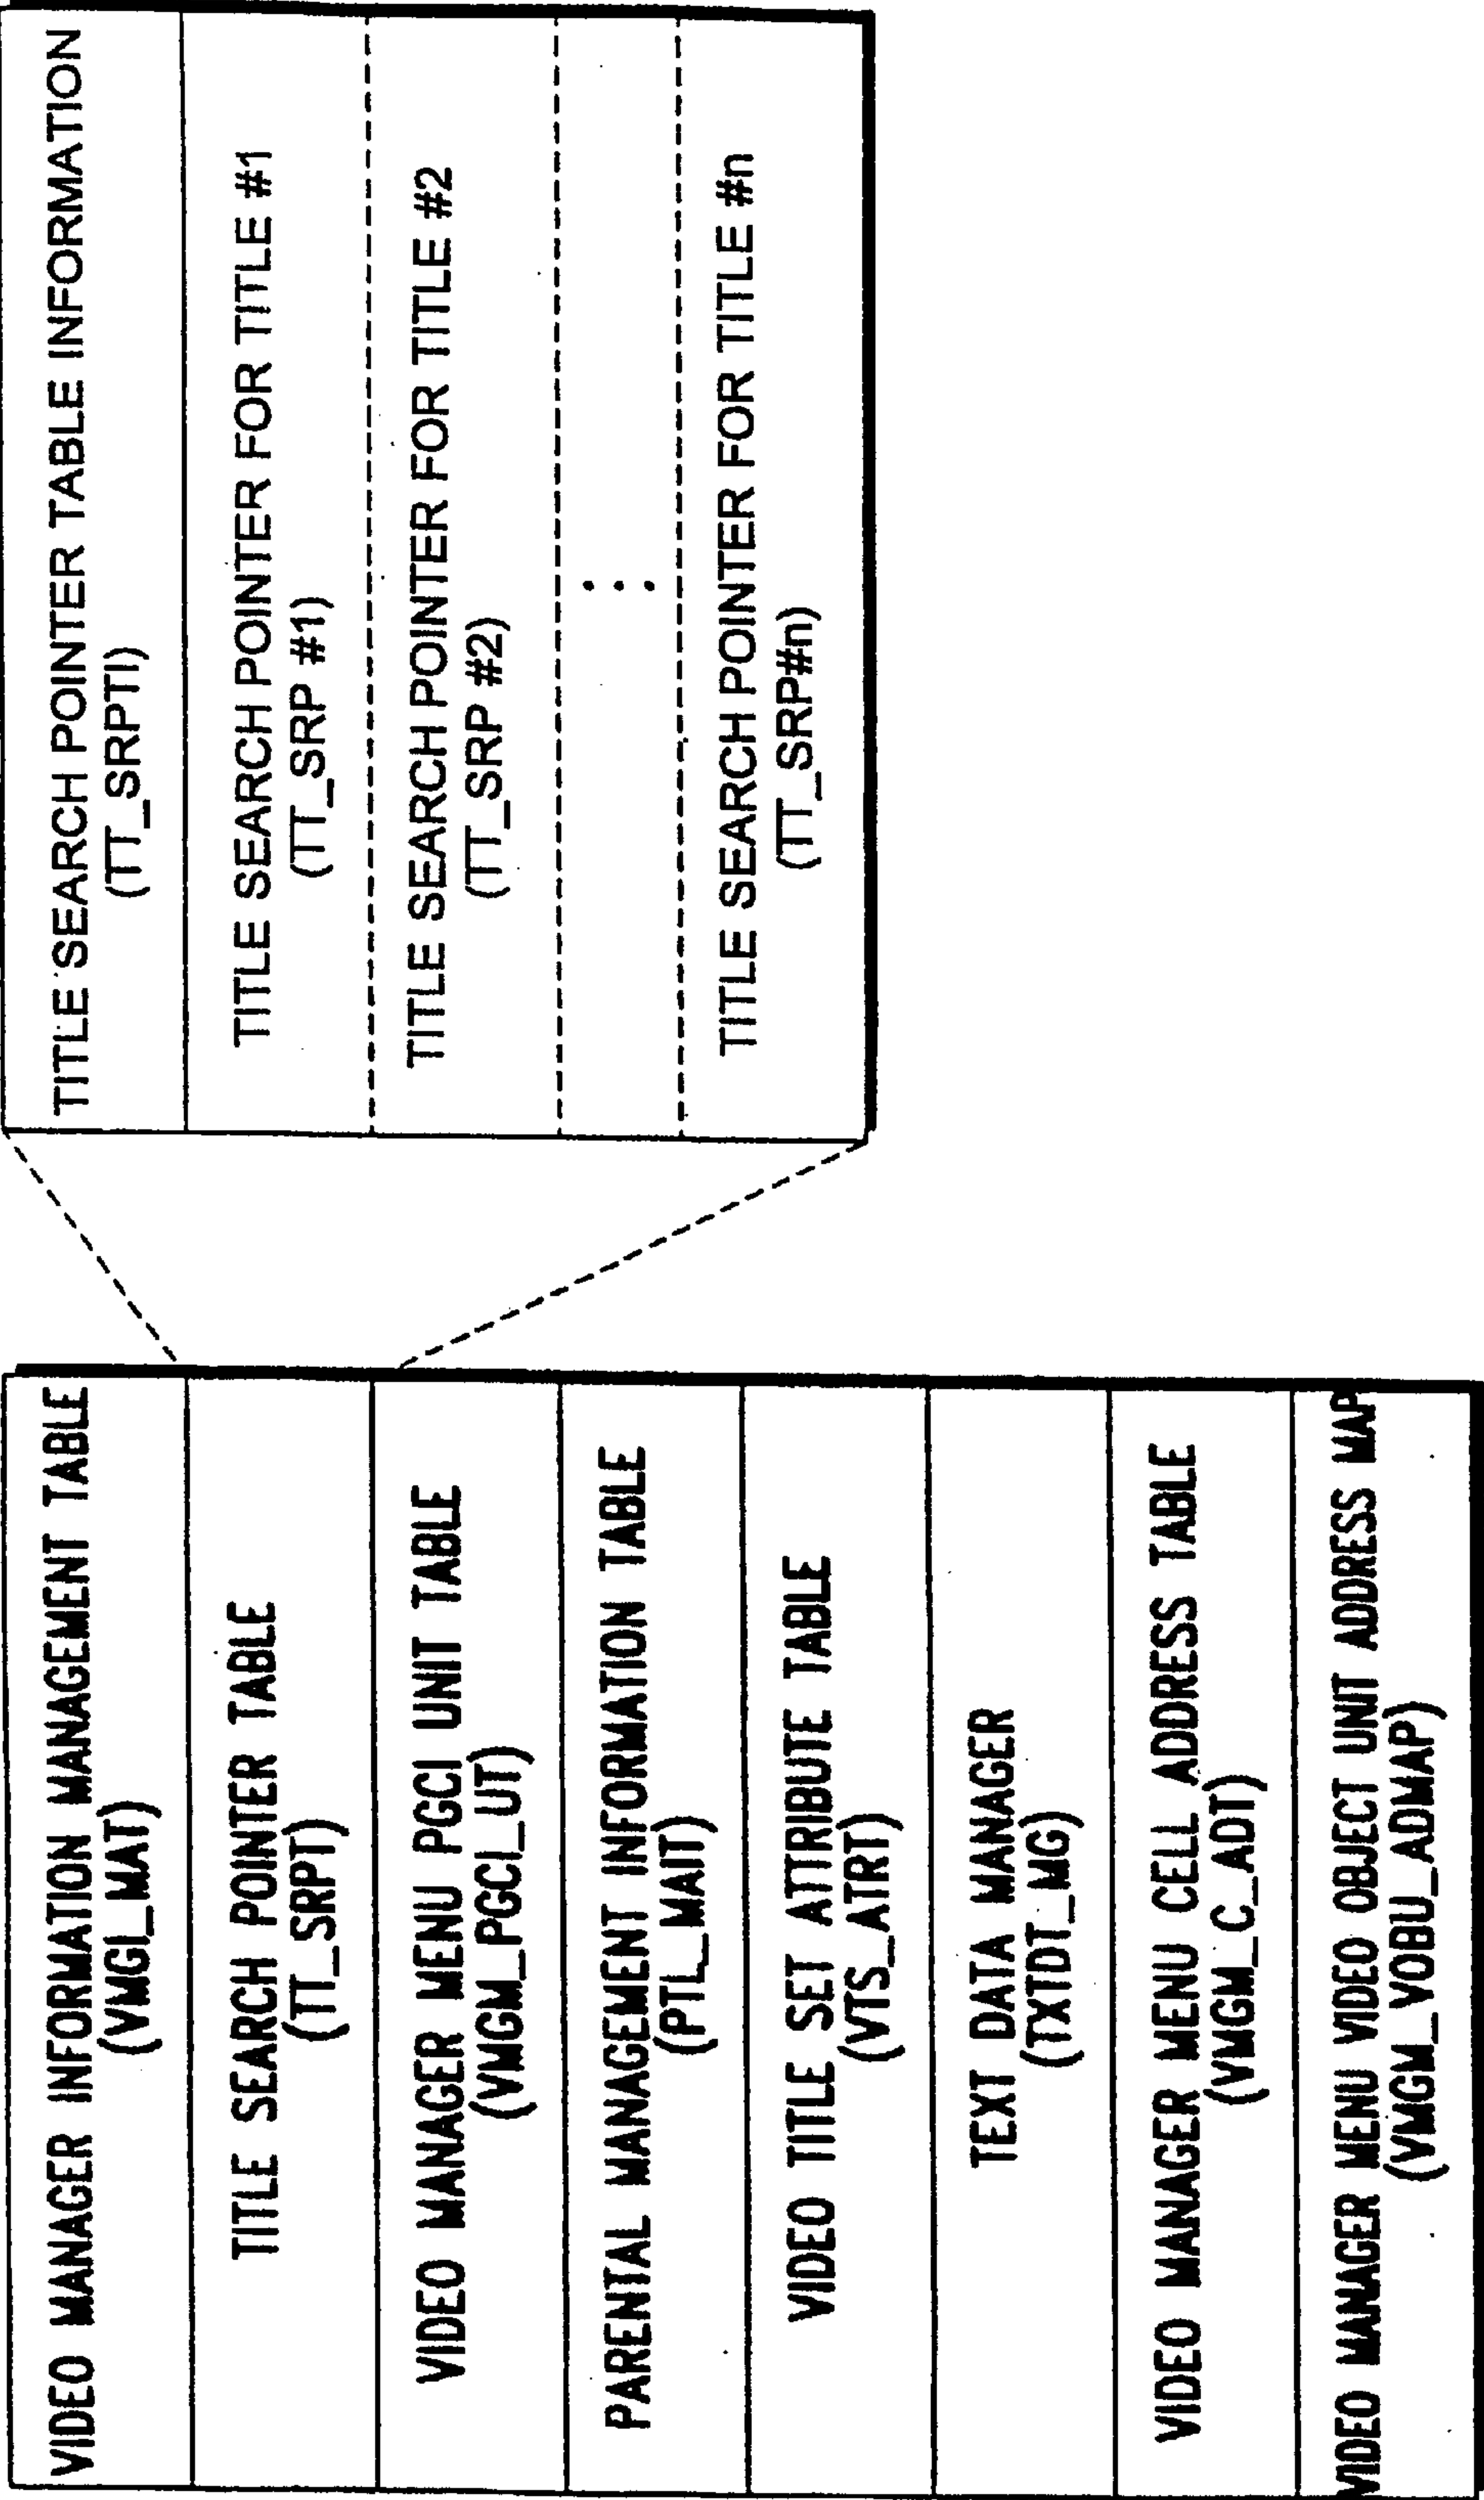 VIDEO MANAGER INFORMATION MANAGEMENT TABLE
(VMGI_MAT)
TITLE SEARCH POINTER TABLE
(TT_SRPT)
VIDEO MANAGER MENU PGCI UNIT TABLE
(VMGM_PGCI_UT)
PARENTAL MANAGEMENT INFORMATION TABLE
(PTL_MAIT)
VIDEO TITLE SET ATTRIBUTE TABLE
(VTS_ATRT)
TEXT DATA MANAGER
(TXTDT_MG)
VIDEO MANAGER MENU CELL ADDRESS TABLE
(VMGM_C_ADT)
VIDEO MANAGER MENU VIDEO OBJECT UNIT ADDRESS MAP
(VMGM_VOBU_ADMAP)
TITLE SEARCH POINTER TABLE INFORMATION
(TT_SRPTI)
TITLE SEARCH POINTER FOR TITLE #1
(TT_SRP #1)
TITLE SEARCH POINTER FOR TITLE #2
(TT_SRP #2)
TITLE SEARCH POINTER FOR TITLE #n
(TT_SRP#n)